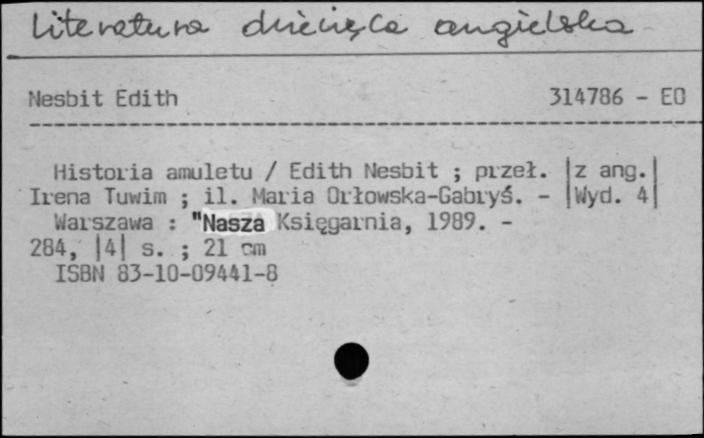 Literatura dziecięca angielska
Nesbit Edith 314786 - EO
Historia amuletu / Edith Nesbit ; przeł. |z ang.|
Irena Tuwim ; il. Maria Orłowska-Gabryś. - |Wyd. 4|
Warszawa : "Nasza Księgarnia, 1989. -
284, |4| s. ; 21 cm
ISBN 83-10-09441-8